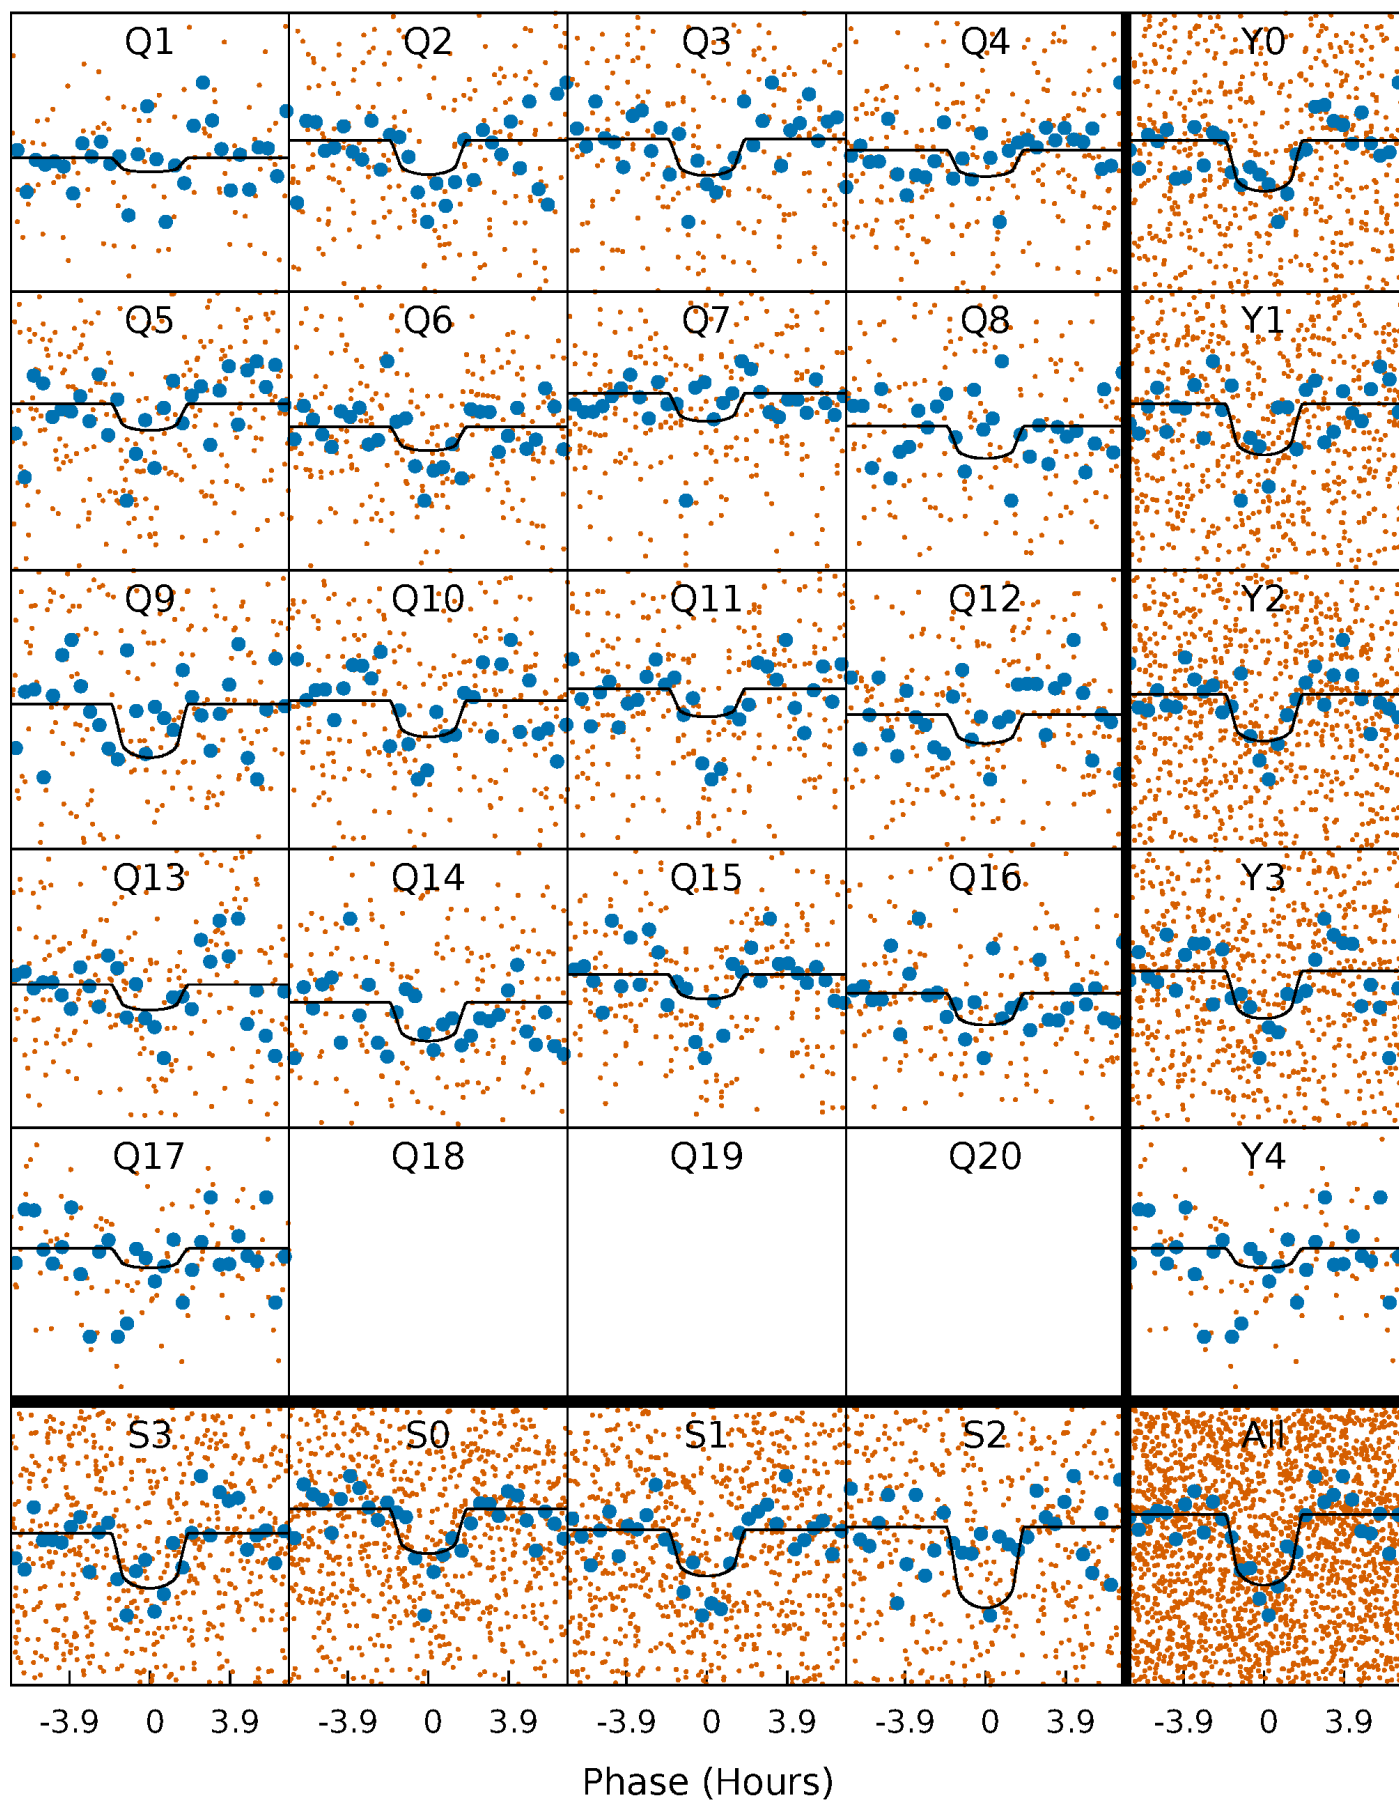 Q1 Q2 Q3 Q4 Y0
Q5 Q6 Q7 Q8 Y1
Q9 Q10 Q11 Q12 Y2
Q13 Q14 Q15 Q16 Y3
Q17 Q18 Q19 Q20 Y4
S3 S0 S1 S2 All
-3.9 0 3.9 -3.9 0 3.9 -3.9 0 3.9 -3.9 0 3.9 -3.9 0 3.9
Phase (Hours)